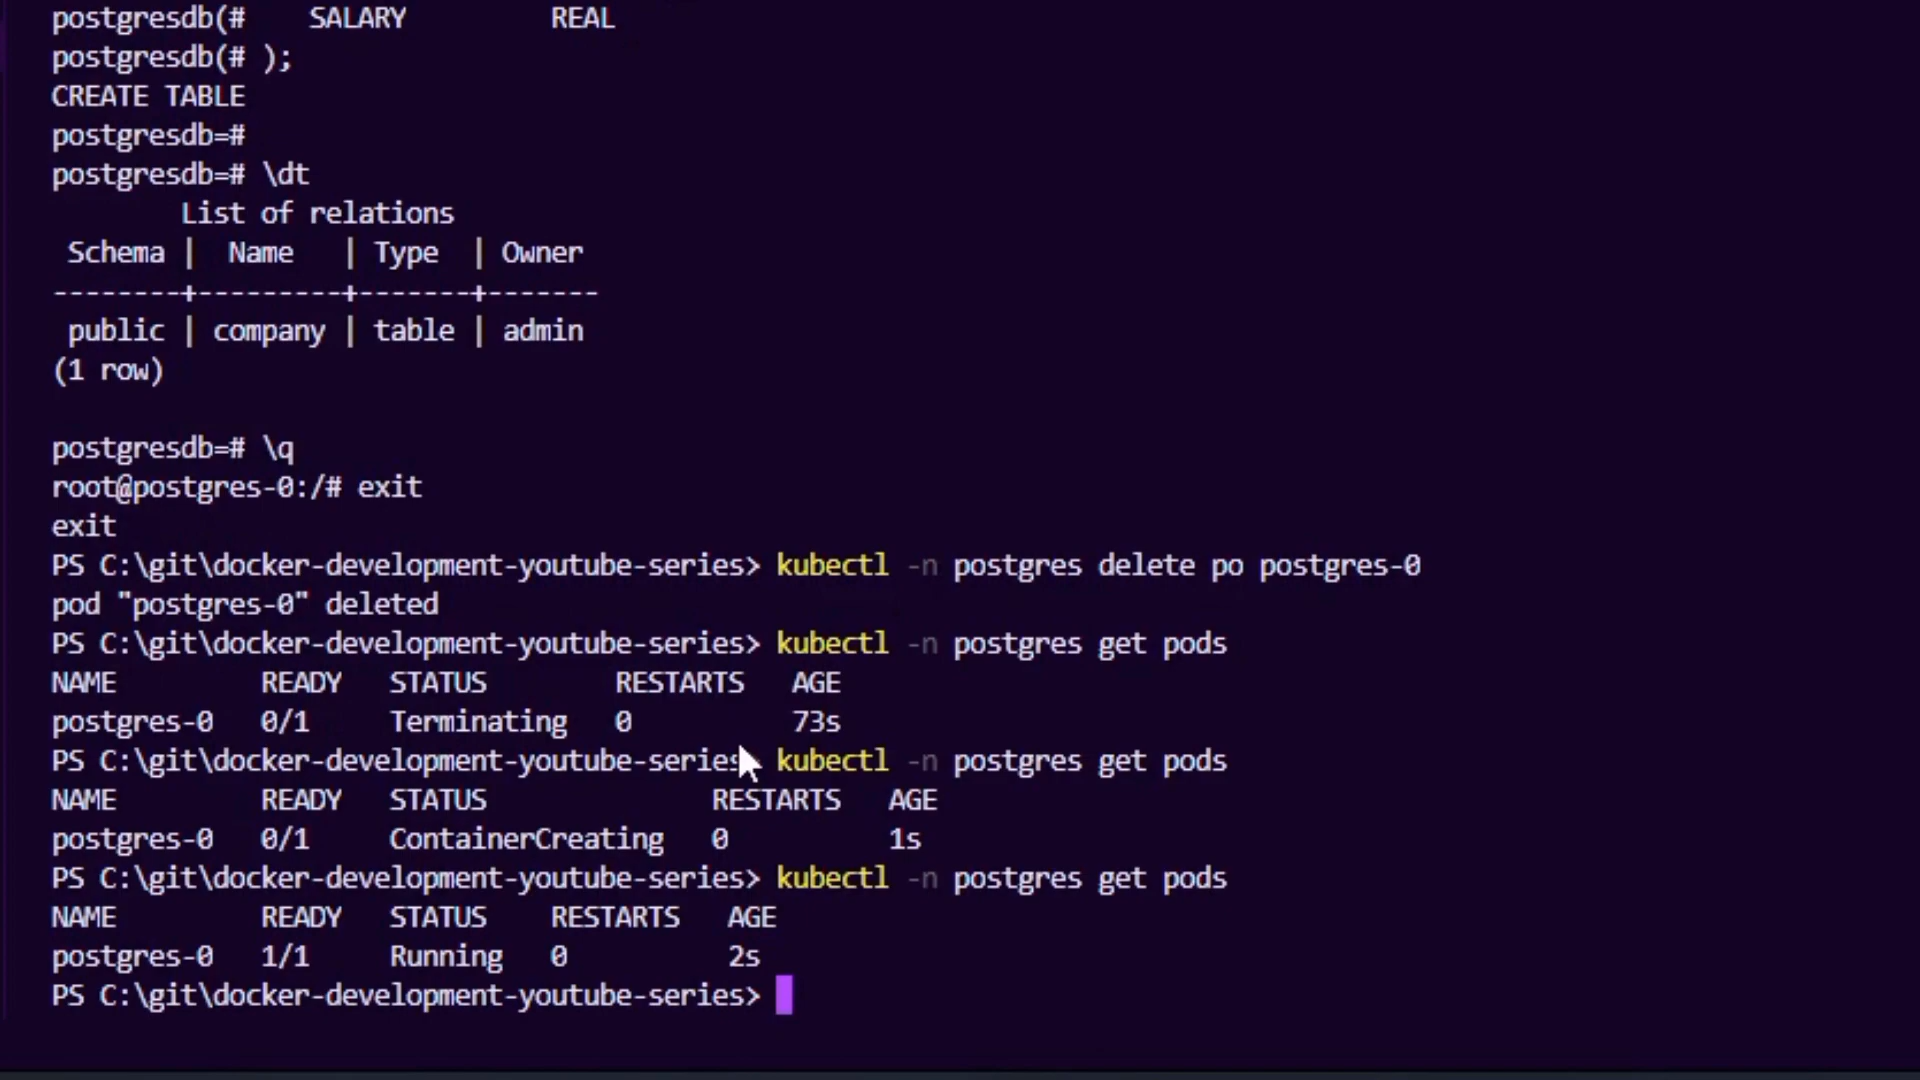 postgresdb(#    SALARY         REAL
postgresdb(# );
CREATE TABLE
postgresdb=#
postgresdb=# \dt
        List of relations
 Schema |  Name   | Type  | Owner
--------+---------+-------+-------
 public | company | table | admin
(1 row)

postgresdb=# \q
root@postgres-0:/# exit
exit
PS C:\git\docker-development-youtube-series> kubectl -n postgres delete po postgres-0
pod "postgres-0" deleted
PS C:\git\docker-development-youtube-series> kubectl -n postgres get pods
NAME         READY   STATUS        RESTARTS   AGE
postgres-0   0/1     Terminating   0          73s
PS C:\git\docker-development-youtube-series> kubectl -n postgres get pods
NAME         READY   STATUS              RESTARTS   AGE
postgres-0   0/1     ContainerCreating   0          1s
PS C:\git\docker-development-youtube-series> kubectl -n postgres get pods
NAME         READY   STATUS    RESTARTS   AGE
postgres-0   1/1     Running   0          2s
PS C:\git\docker-development-youtube-series>